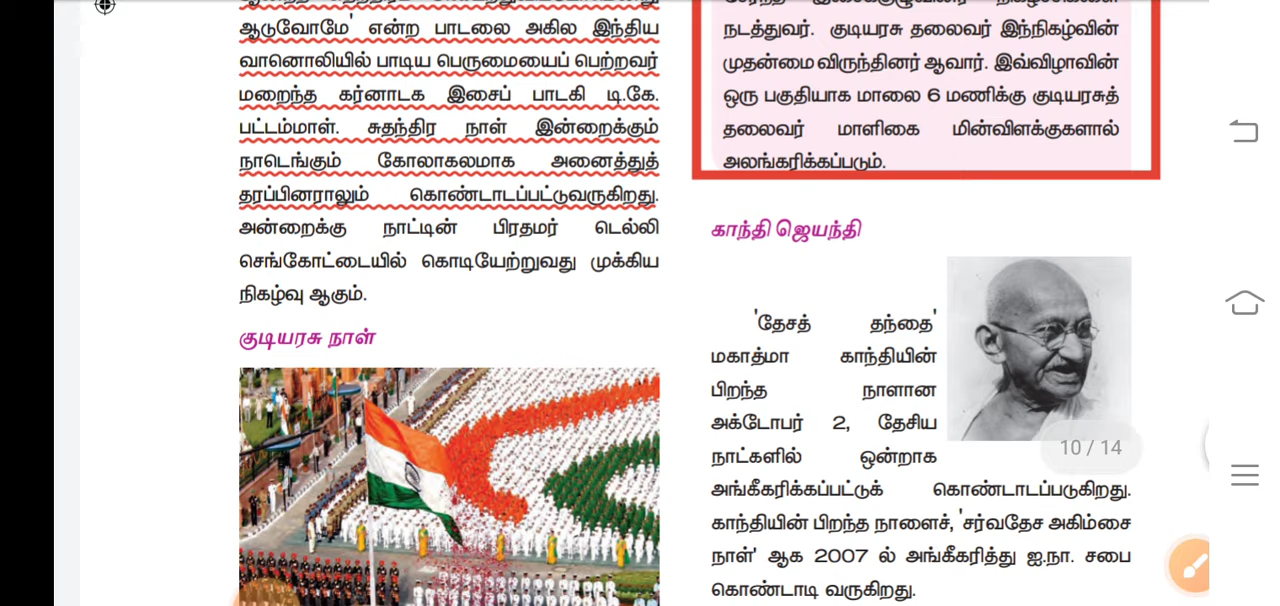 ஆடுவோமே' என்ற பாடலை அகில இந்திய
வானொலியில் பாடிய பெருமையைப் பெற்றவர்
மறைந்த கர்னாடக இசைப் பாடகி டி.கே.
பட்டம்மாள். சுதந்திர நாள் இன்றைக்கும்
நாடெங்கும் கோலாகலமாக அனைத்துத்
தரப்பினராலும் கொண்டாடப்பட்டுவருகிறது.
அன்றைக்கு நாட்டின் பிரதமர் டெல்லி
செங்கோட்டையில் கொடியேற்றுவது முக்கிய
நிகழ்வு ஆகும்.
குடியரசு நாள்
நடத்துவர். குடியரசு தலைவர் இந்நிகழ்வின்
முதன்மை விருந்தினர் ஆவார். இவ்விழாவின்
ஒரு பகுதியாக மாலை 6 மணிக்கு குடியரசுத்
தலைவர் மாளிகை மின்விளக்குகளால்
அலங்கரிக்கப்படும்.
காந்தி ஜெயந்தி
'தேசத் தந்தை'
மகாத்மா காந்தியின்
பிறந்த நாளான
அக்டோபர் 2, தேசிய
நாட்களில் ஒன்றாக
அங்கீகரிக்கப்பட்டுக் கொண்டாடப்படுகிறது.
காந்தியின் பிறந்த நாளைச், 'சர்வதேச அகிம்சை
நாள்' ஆக 2007 ல் அங்கீகரித்து ஐ.நா. சபை
கொண்டாடி வருகிறது.
10 / 14